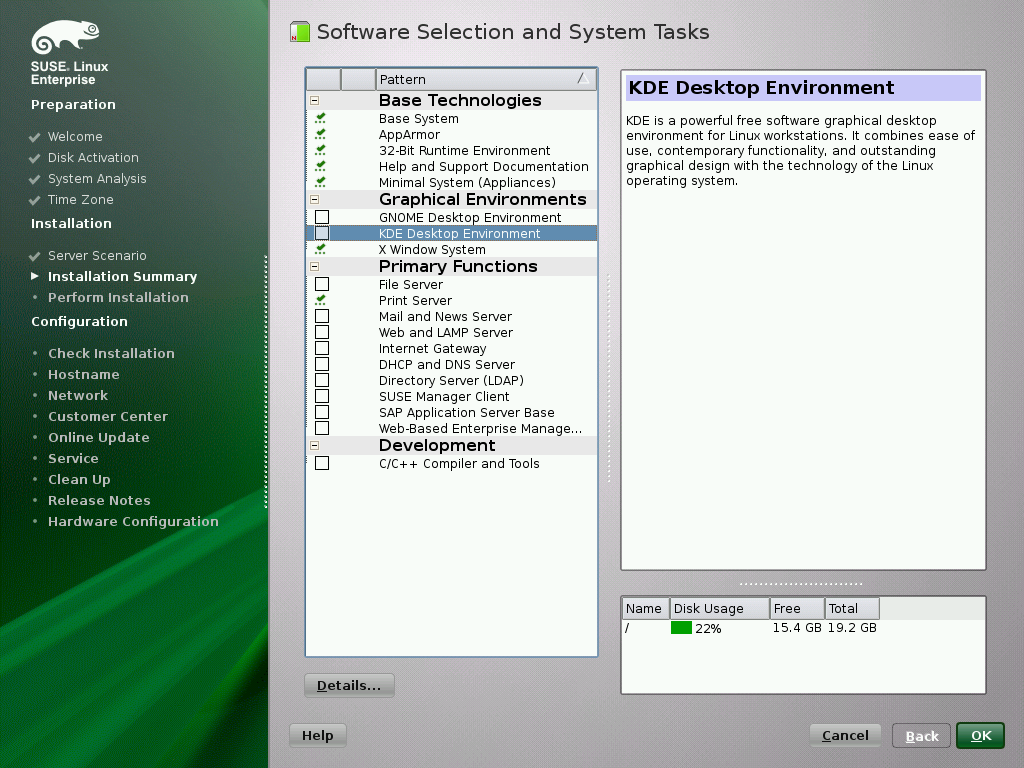 SUSE. Linux
Enterprise
Preparation
Welcome
Disk Activation
System Analysis
Time Zone
Installation
Server Scenario
Installation Summary
Perform Installation
Configuration
Check Installation
Hostname
Network
Customer Center
Online Update
Service
Clean Up
Release Notes
Hardware Configuration
Software Selection and System Tasks
Pattern
Base Technologies
Base System
AppArmor
32-Bit Runtime Environment
Help and Support Documentation
Minimal System (Appliances)
Graphical Environments
GNOME Desktop Environment
KDE Desktop Environment
X Window System
Primary Functions
File Server
Print Server
Mail and News Server
Web and LAMP Server
Internet Gateway
DHCP and DNS Server
Directory Server (LDAP)
SUSE Manager Client
SAP Application Server Base
Web-Based Enterprise Manage...
Development
C/C++ Compiler and Tools
Details...
KDE Desktop Environment
KDE is a powerful free software graphical desktop
environment for Linux workstations. It combines ease of
use, contemporary functionality, and outstanding
graphical design with the technology of the Linux
operating system.
Name Disk Usage Free Total
/ 22% 15.4 GB 19.2 GB
Help Cancel Back OK